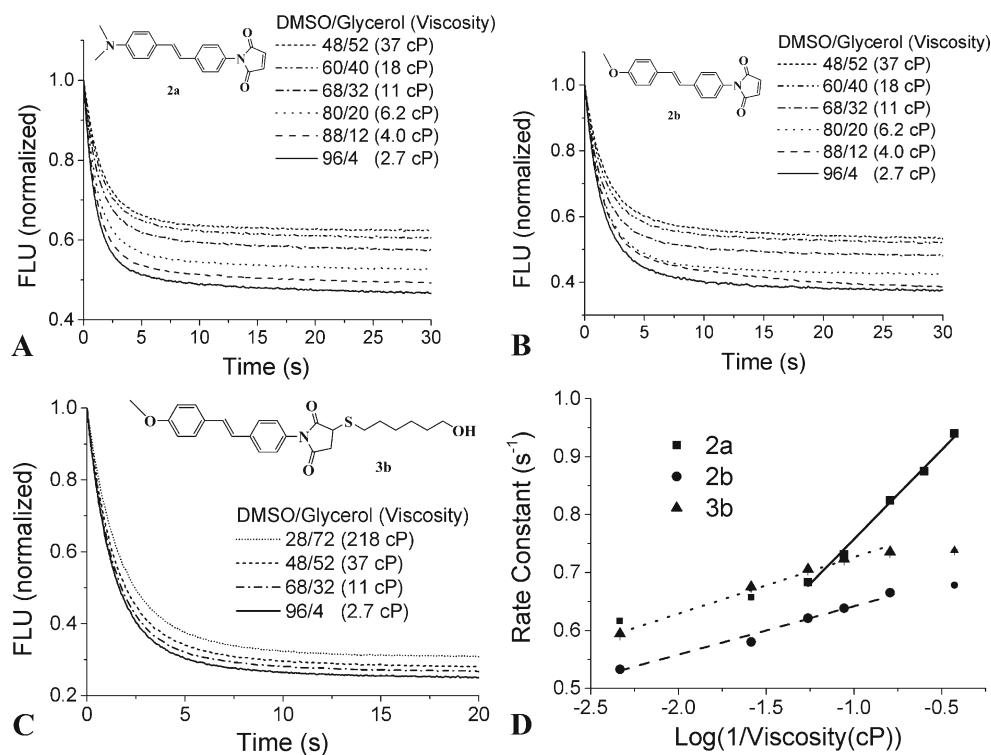 DMSO/Glycerol (Viscosity)
48/52 (37 cP)
60/40 (18 cP)
68/32 (11 cP)
80/20 (6.2 cP)
88/12 (4.0 cP)
96/4 (2.7 cP)
N
N
O
O
2a
1.0
0.8
0.6
0.4
FLU (normalized)
0 5 10 15 20 25 30
Time (s)
A
DMSO/Glycerol (Viscosity)
48/52 (37 cP)
60/40 (18 cP)
68/32 (11 cP)
80/20 (6.2 cP)
88/12 (4.0 cP)
96/4 (2.7 cP)
O
N
O
O
2b
1.0
0.8
0.6
0.4
FLU (normalized)
0 5 10 15 20 25 30
Time (s)
B
O
O
N
O
S
OH
3b
DMSO/Glycerol (Viscosity)
28/72 (218 cP)
48/52 (37 cP)
68/32 (11 cP)
96/4 (2.7 cP)
1.0
0.8
0.6
0.4
0.2
FLU (normalized)
0 5 10 15 20
Time (s)
C
2a
2b
3b
0.9
0.8
0.7
0.6
0.5
Rate Constant (s⁻¹)
-2.5 -2.0 -1.5 -1.0 -0.5
Log(1/Viscosity(cP))
D